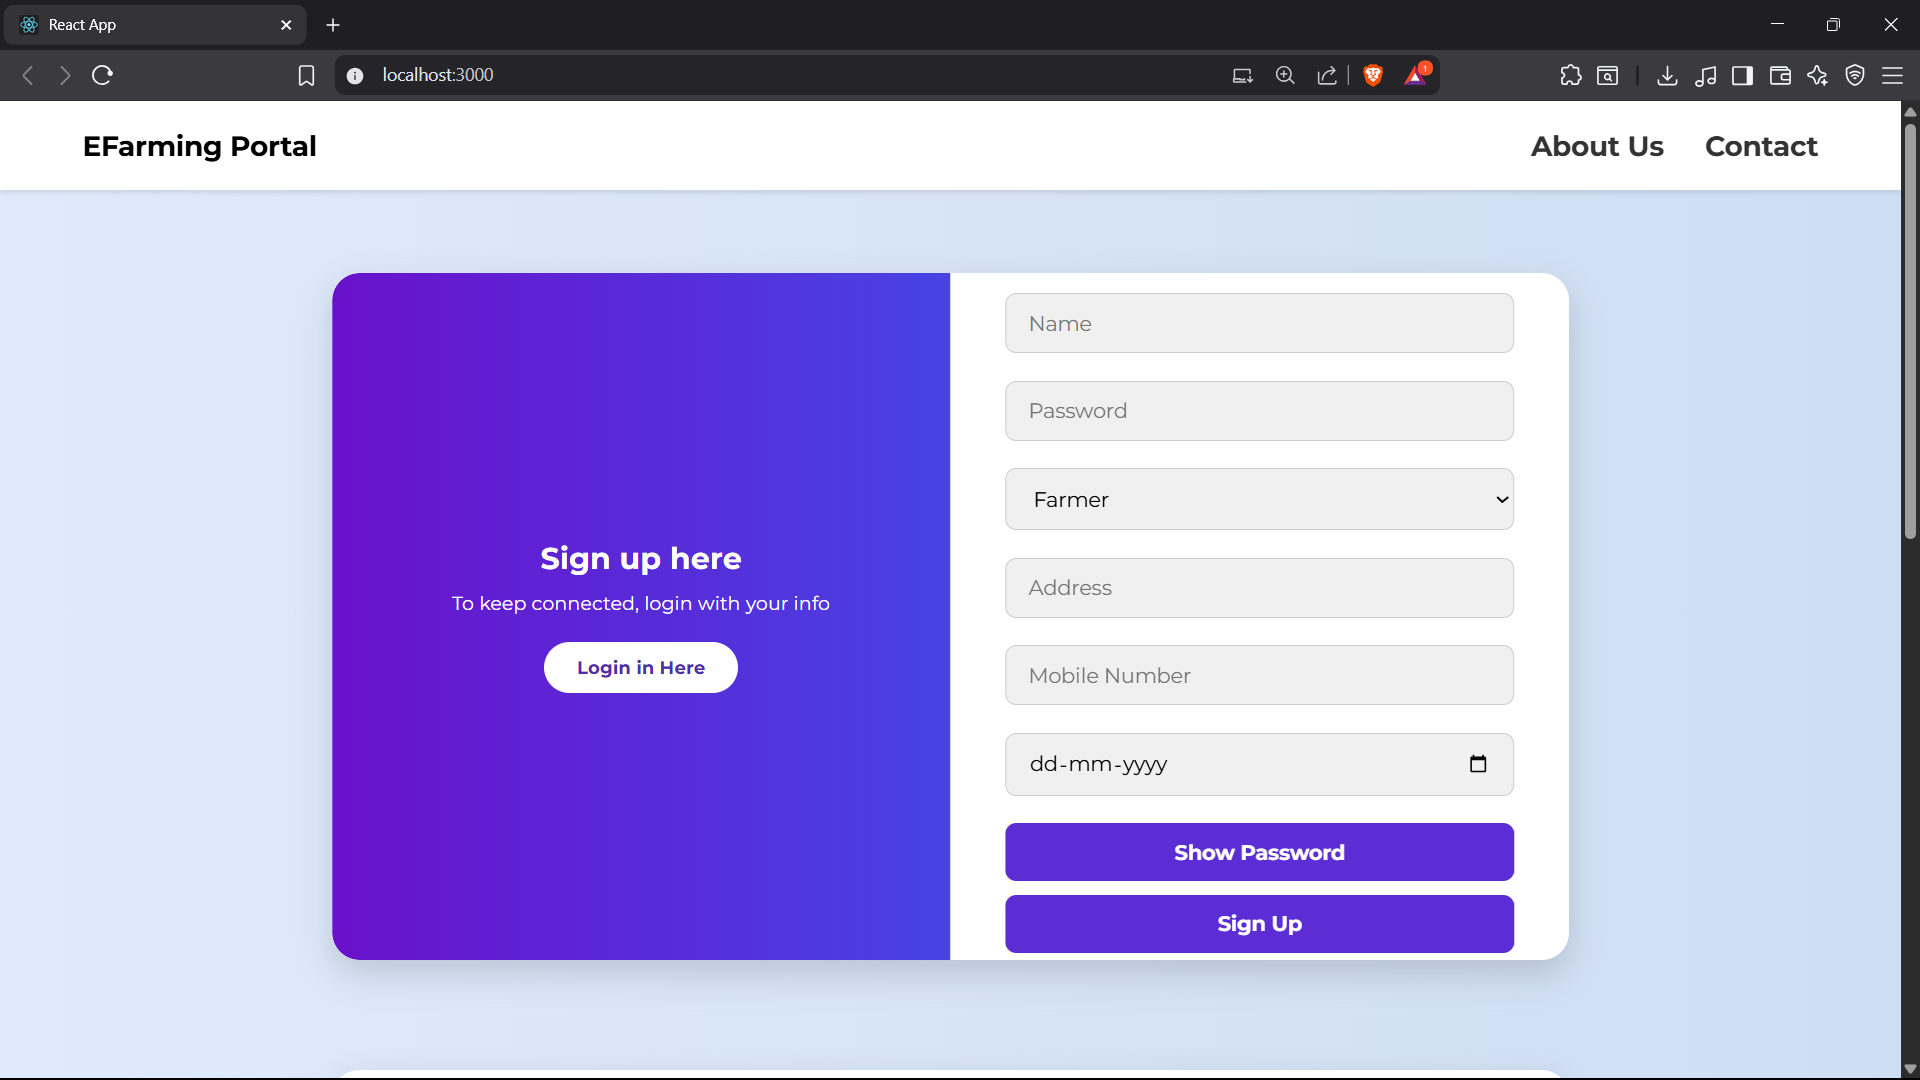 React App
localhost:3000
1
EFarming Portal
About Us
Contact
Sign up here
To keep connected, login with your info
Login in Here
Name
Password
Farmer
Address
Mobile Number
dd-mm-yyyy
Show Password
Sign Up